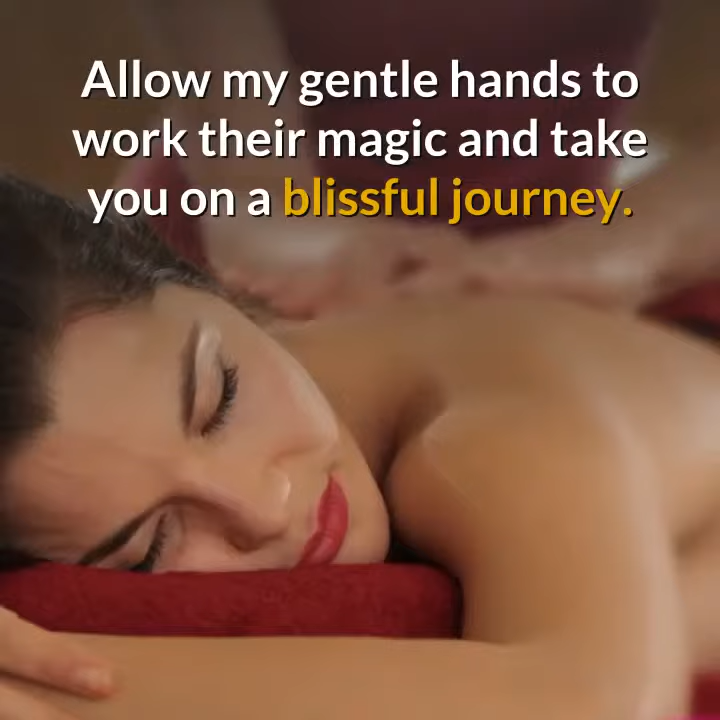 Allow my gentle hands to
work their magic and take
you on a blissful journey.